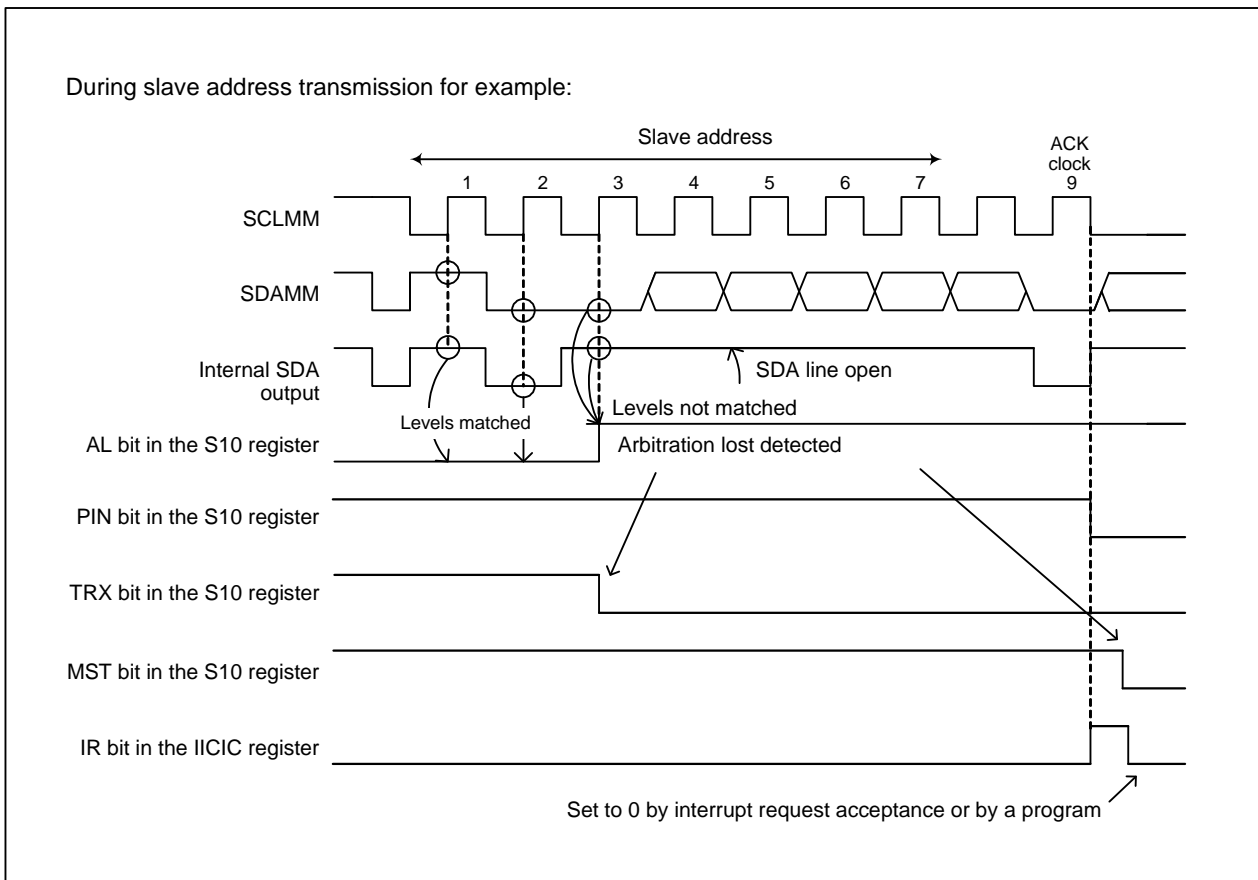 During slave address transmission for example:
Slave address
ACK
clock
1 2 3 4 5 6 7 9
SCLMM
SDAMM
Internal SDA
output
SDA line open
Levels matched
Levels not matched
AL bit in the S10 register
Arbitration lost detected
PIN bit in the S10 register
TRX bit in the S10 register
MST bit in the S10 register
IR bit in the IICIC register
Set to 0 by interrupt request acceptance or by a program